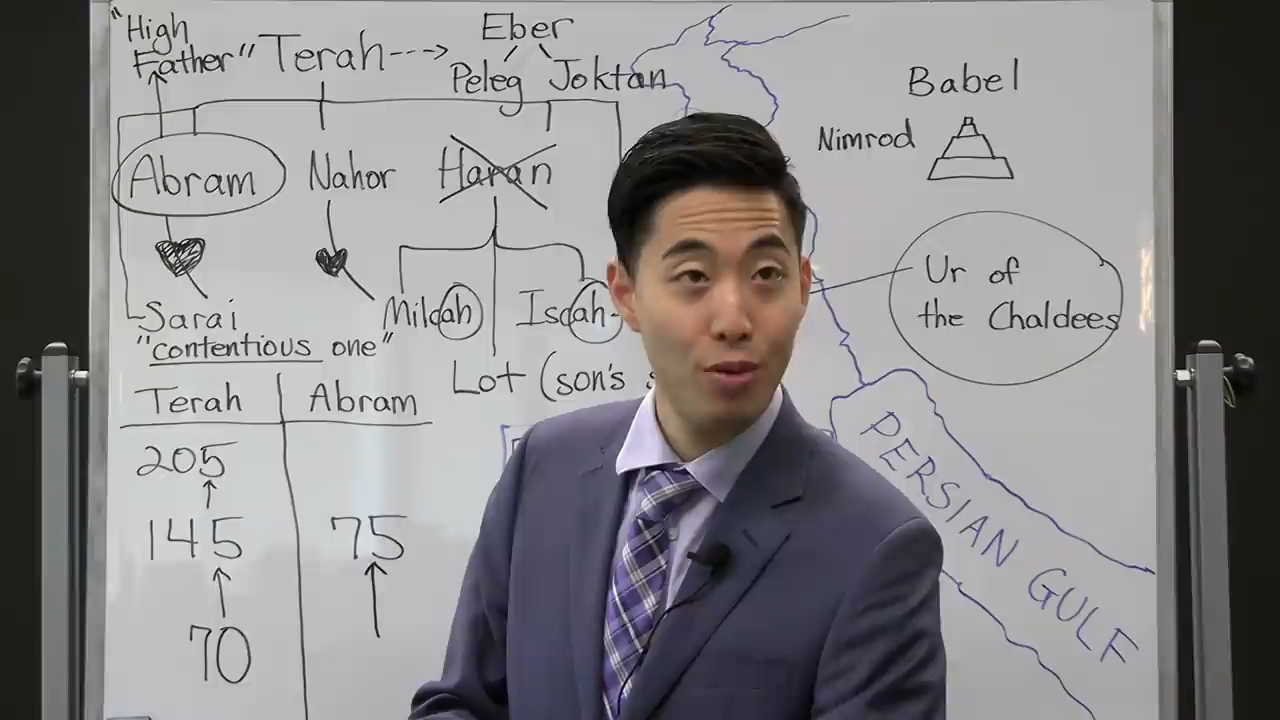 "High Father"
Terah
Eber
Peleg Joktan
Abram
Nahor
Haran
Sarai
"contentious one"
Milcah
Iscah
Lot (son's
Terah Abram
205
145 75
70
Babel
Nimrod
Ur of
the Chaldees
PERSIAN GULF